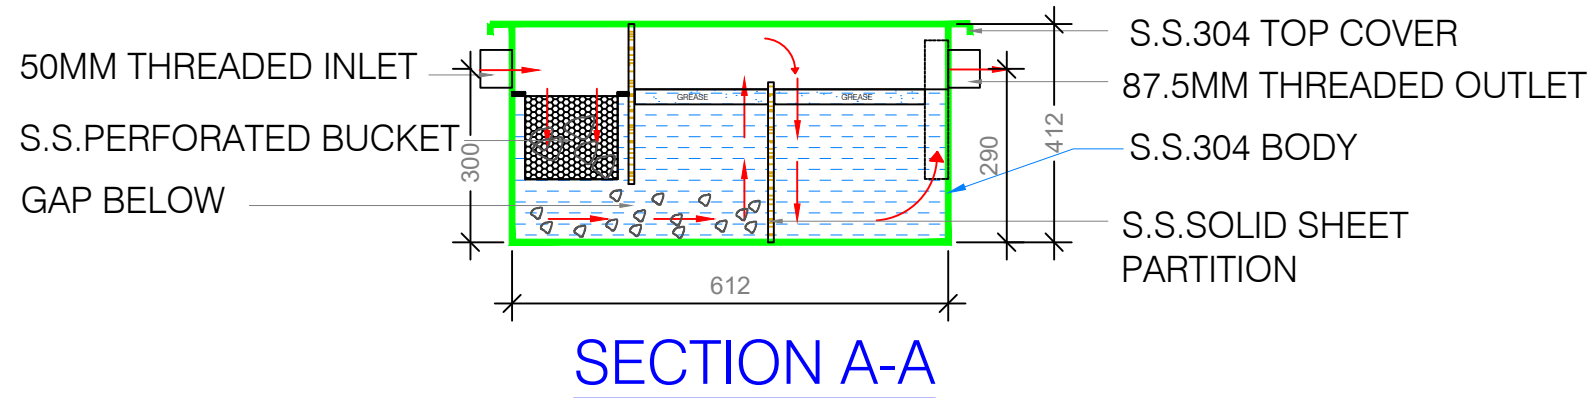 50MM THREADED INLET
S.S.PERFORATED BUCKET
GAP BELOW
300
GREASE
GREASE
612
290
412
S.S.304 TOP COVER
87.5MM THREADED OUTLET
S.S.304 BODY
S.S.SOLID SHEET
PARTITION
SECTION A-A